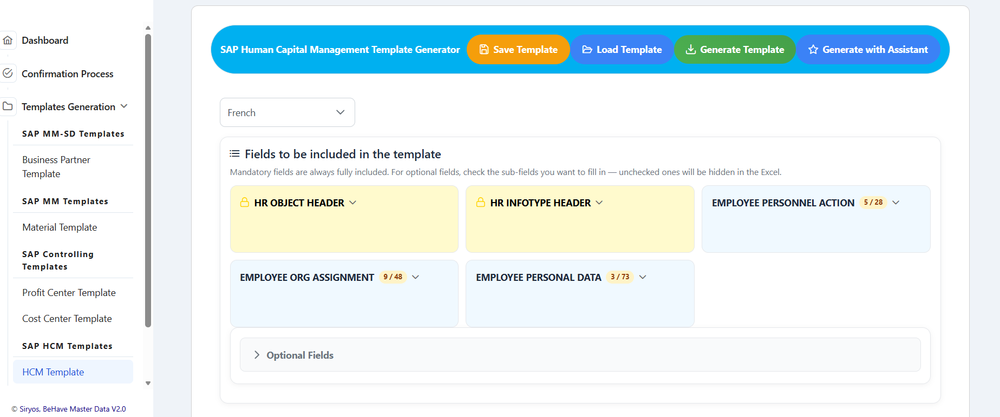 Dashboard
Confirmation Process
Templates Generation
SAP MM-SD Templates
Business Partner
Template
SAP MM Templates
Material Template
SAP Controlling
Templates
Profit Center Template
Cost Center Template
SAP HCM Templates
HCM Template
© Siryos, BeHave Master Data V2.0
SAP Human Capital Management Template Generator
Save Template
Load Template
Generate Template
Generate with Assistant
French
Fields to be included in the template
Mandatory fields are always fully included. For optional fields, check the sub-fields you want to fill in — unchecked ones will be hidden in the Excel.
HR OBJECT HEADER
HR INFOTYPE HEADER
EMPLOYEE PERSONNEL ACTION 5 / 28
EMPLOYEE ORG ASSIGNMENT 9 / 48
EMPLOYEE PERSONAL DATA 3 / 73
Optional Fields